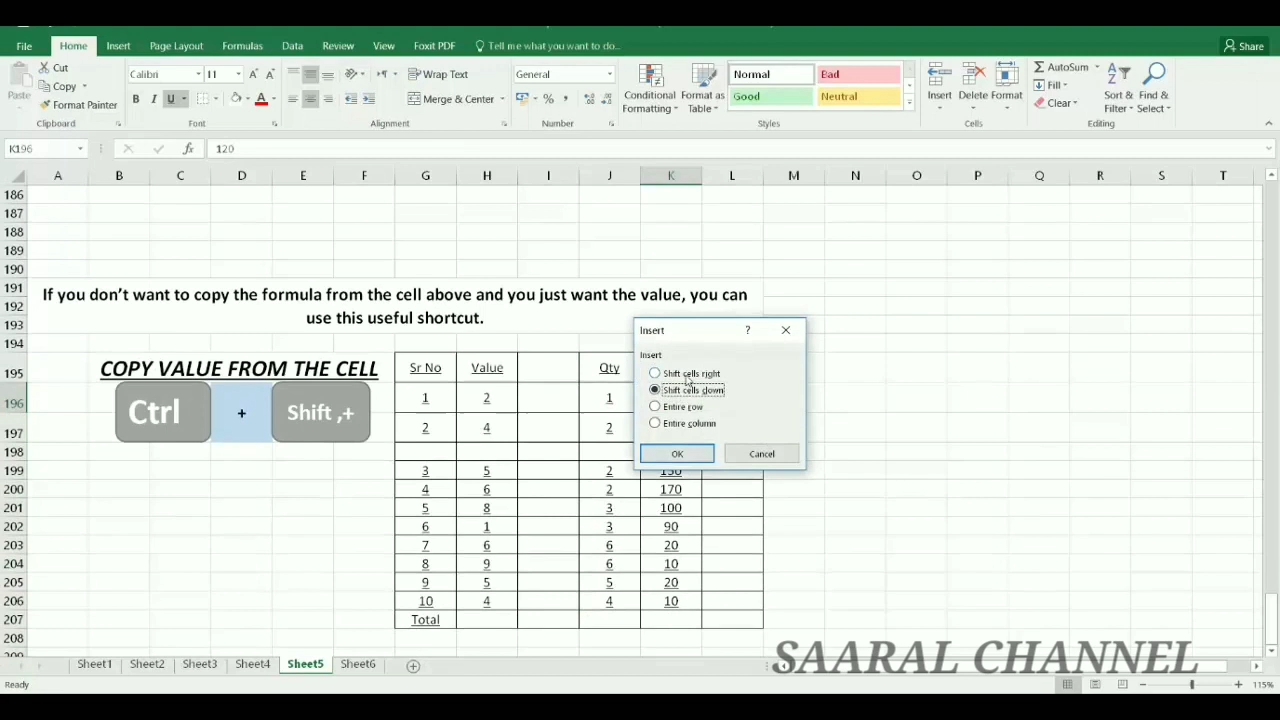 File Home Insert Page Layout Formulas Data Review View Foxit PDF Tell me what you want to do... Share
Cut
Copy
Format Painter
Paste
Calibri 11
B I U
Wrap Text
Merge & Center
General
%
Conditional Formatting
Format as Table
Normal Bad
Good Neutral
Insert Delete Format
AutoSum
Fill
Clear
Sort & Filter
Find & Select
Clipboard Font Alignment Number Styles Cells Editing
K196 fx 120
A B C D E F G H I J K L M N O P Q R S T
186
187
188
189
190
191
192
193
If you don't want to copy the formula from the cell above and you just want the value, you can
use this useful shortcut.
194
195 COPY VALUE FROM THE CELL Sr No Value Qty
196 Ctrl + Shift ,+ 1 2 1
197 2 4 2
198
199 3 5 2 130
200 4 6 2 170
201 5 8 3 100
202 6 1 3 90
203 7 6 6 20
204 8 9 6 10
205 9 5 5 20
206 10 4 4 10
207 Total
208
Insert ?
Insert
Shift cells right
Shift cells down
Entire row
Entire column
OK Cancel
SAARAL CHANNEL
Sheet1 Sheet2 Sheet3 Sheet4 Sheet5 Sheet6
Ready 115%